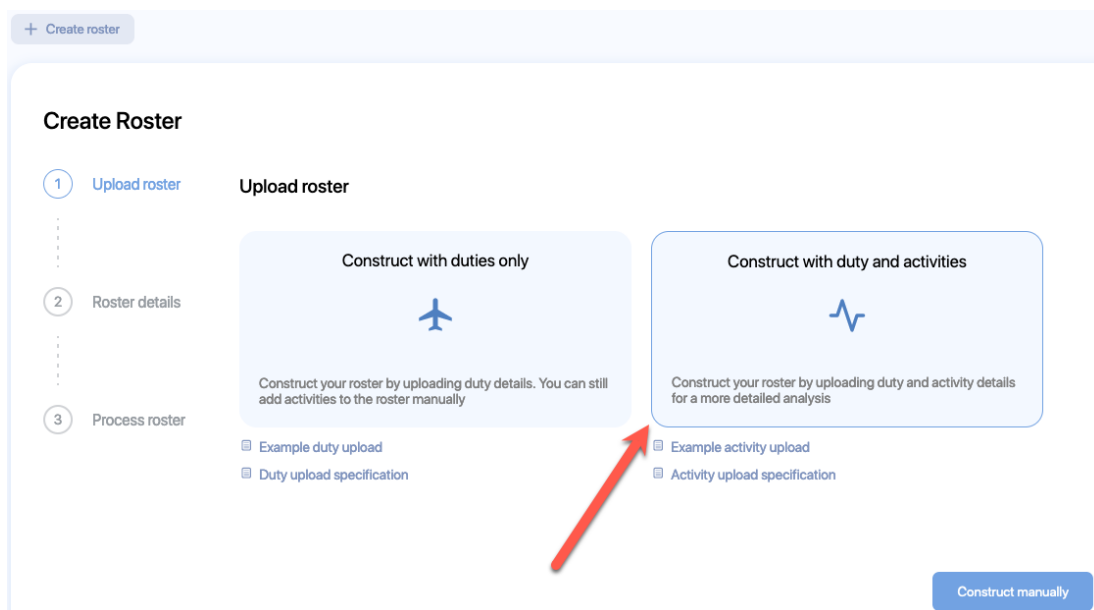 Create roster
Create Roster
1
Upload roster
2
Roster details
3
Process roster
Upload roster
Construct with duties only
Construct your roster by uploading duty details. You can still
add activities to the roster manually
Example duty upload
Duty upload specification
Construct with duty and activities
Construct your roster by uploading duty and activity details
for a more detailed analysis
Example activity upload
Activity upload specification
Construct manually